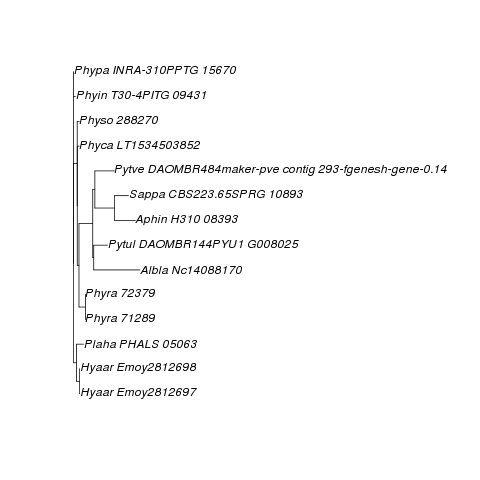 Phypa INRA-310PPTG 15670
Phyin T30-4PITG 09431
Physo 288270
Phyca LT1534503852
Pytve DAOMBR484maker-pve contig 293-fgenesh-gene-0.14
Sappa CBS223.65SPRG 10893
Aphin H310 08393
Pytul DAOMBR144PYU1 G008025
Albla Nc14088170
Phyra 72379
Phyra 71289
Plaha PHALS 05063
Hyaar Emoy2812698
Hyaar Emoy2812697